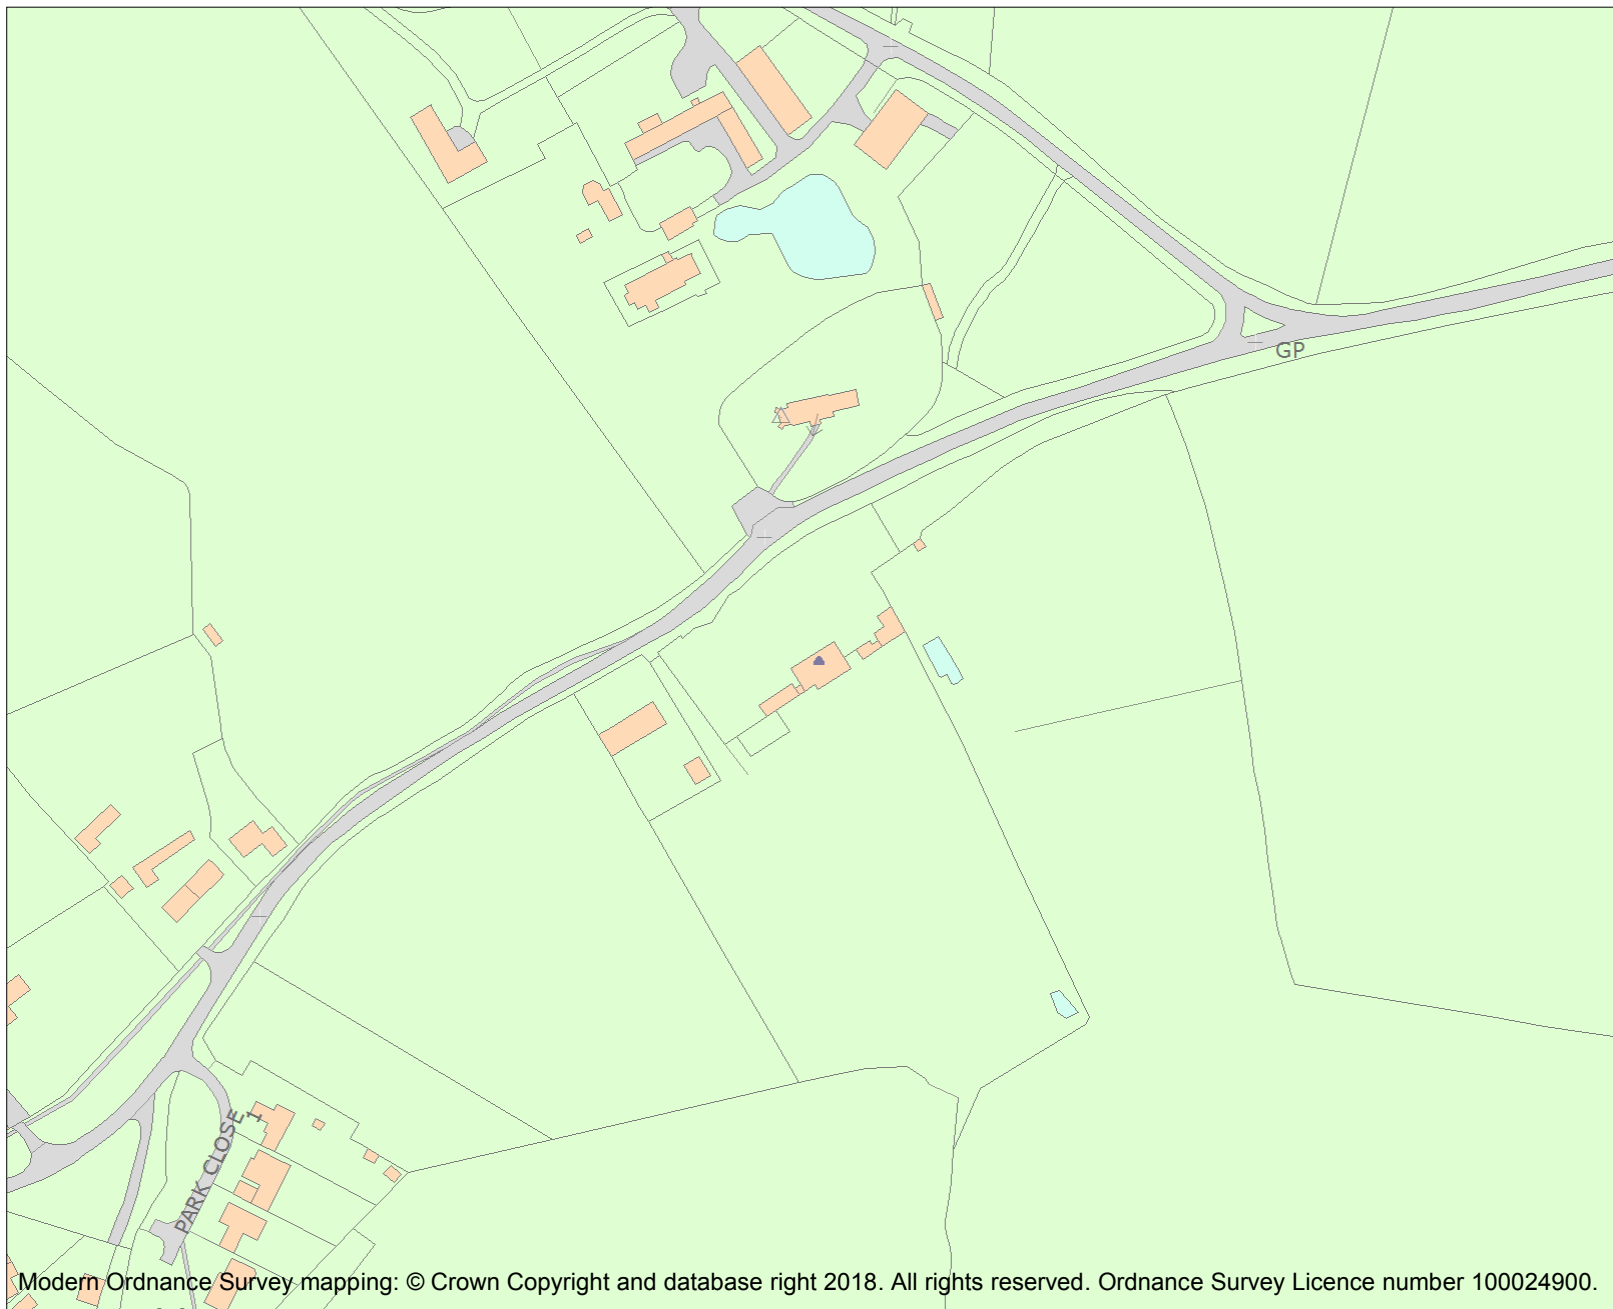 GP
PARK CLOSE
1
Modern Ordnance Survey mapping: © Crown Copyright and database right 2018. All rights reserved. Ordnance Survey Licence number 100024900.